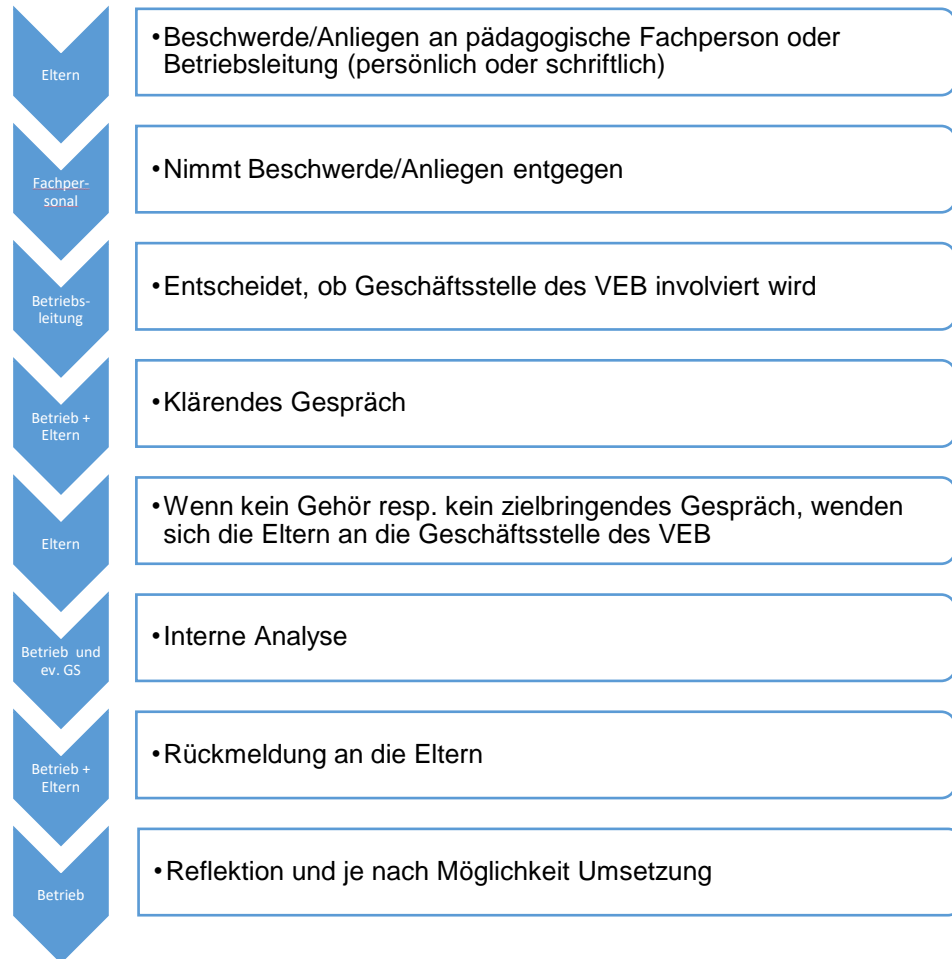 Eltern
•Beschwerde/Anliegen an pädagogische Fachperson oder
Betriebsleitung (persönlich oder schriftlich)
Fachper-
sonal
•Nimmt Beschwerde/Anliegen entgegen
Betriebs-
leitung
•Entscheidet, ob Geschäftsstelle des VEB involviert wird
Betrieb +
Eltern
•Klärendes Gespräch
Eltern
•Wenn kein Gehör resp. kein zielbringendes Gespräch, wenden
sich die Eltern an die Geschäftsstelle des VEB
Betrieb und
ev. GS
•Interne Analyse
Betrieb +
Eltern
•Rückmeldung an die Eltern
Betrieb
•Reflektion und je nach Möglichkeit Umsetzung